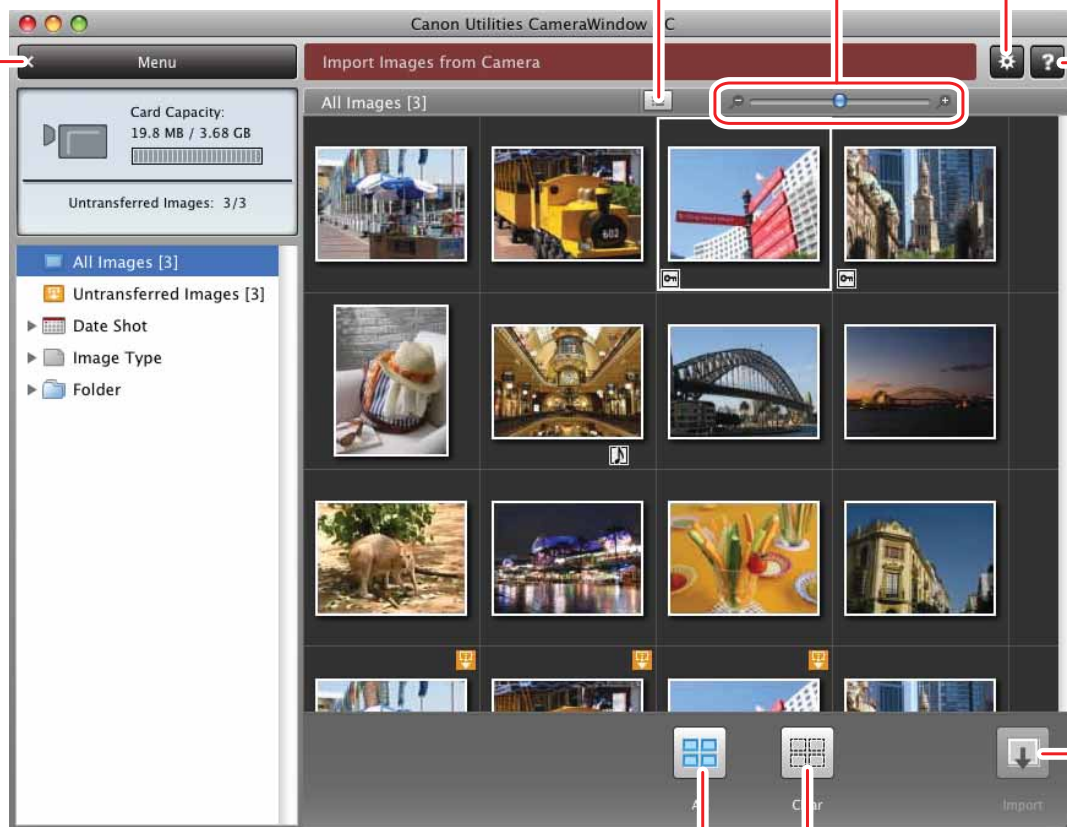 Canon Utilities CameraWindow C
× Menu
Import Images from Camera
?
Card Capacity:
19.8 MB / 3.68 GB
Untransferred Images: 3/3
All Images [3]
All Images [3]
Untransferred Images [3]
Date Shot
Image Type
Folder
602
Import